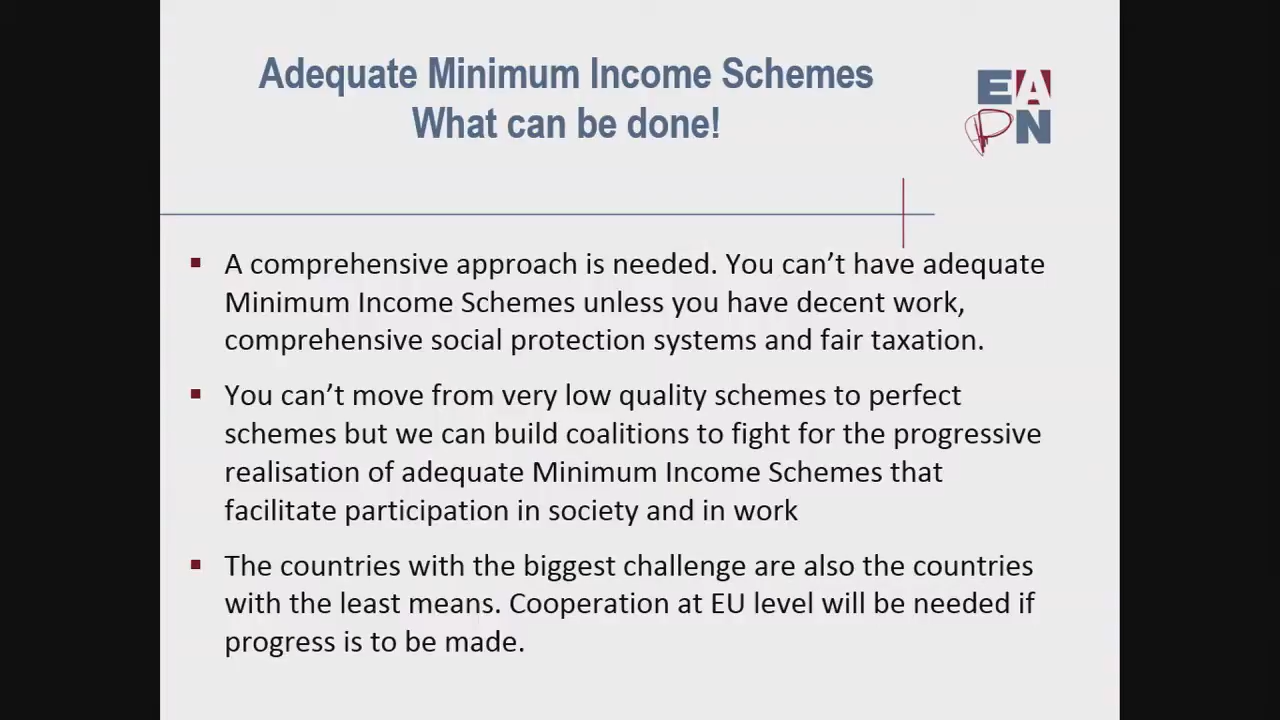 Adequate Minimum Income Schemes
What can be done!
EA
PN
A comprehensive approach is needed. You can’t have adequate
Minimum Income Schemes unless you have decent work,
comprehensive social protection systems and fair taxation.
You can’t move from very low quality schemes to perfect
schemes but we can build coalitions to fight for the progressive
realisation of adequate Minimum Income Schemes that
facilitate participation in society and in work
The countries with the biggest challenge are also the countries
with the least means. Cooperation at EU level will be needed if
progress is to be made.